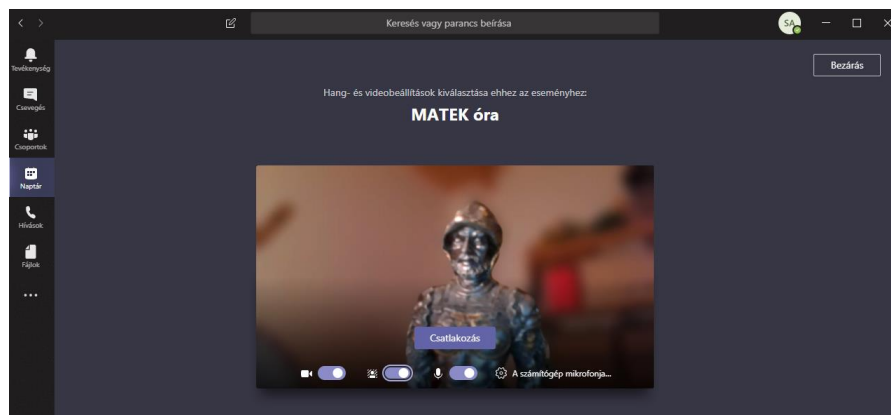 Keresés vagy parancs beírása
SA
Tevékenység
Csevegés
Csoportok
Naptár
Hívások
Fájlok
Bezárás
Hang- és videobeállítások kiválasztása ehhez az eseményhez:
MATEK óra
Csatlakozás
A számítógép mikrofonja...